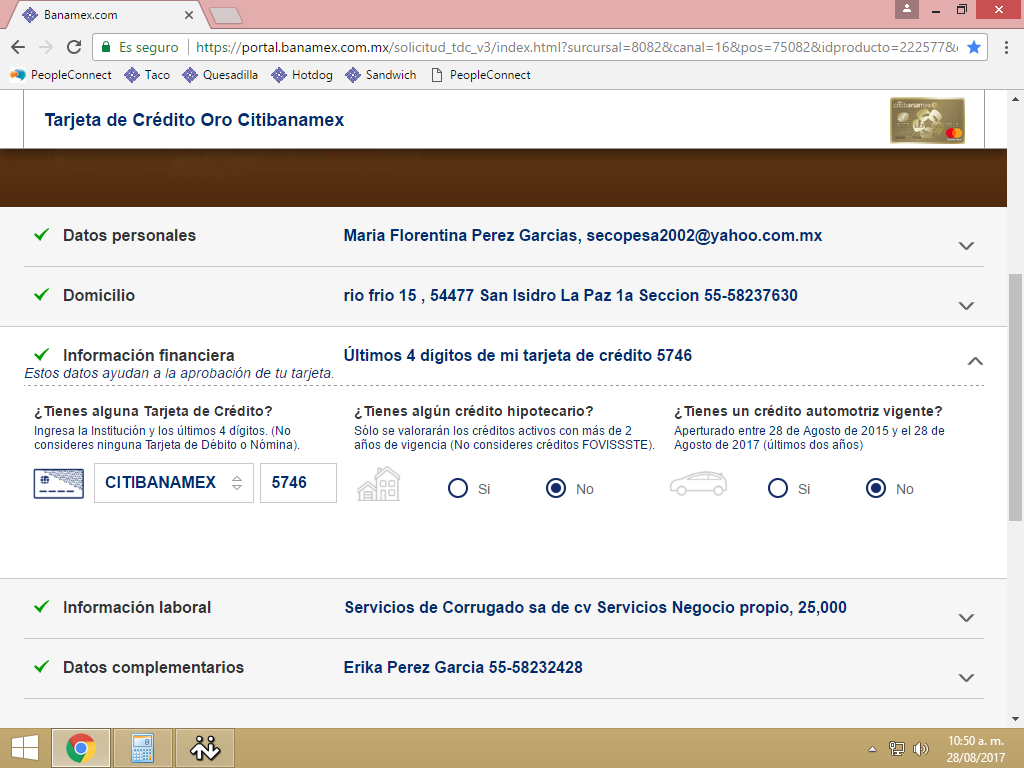 Banamex.com
Es seguro
https://portal.banamex.com.mx/solicitud_tdc_v3/index.html?sursursal=8082&canal=16&pos=75082&idproducto=222577&
PeopleConnect
Taco
Quesadilla
Hotdog
Sandwich
PeopleConnect
Tarjeta de Crédito Oro Citibanamex
citibanamex
Datos personales
Maria Florentina Perez Garcias, secopesa2002@yahoo.com.mx
Domicilio
rio frio 15 , 54477 San Isidro La Paz 1a Seccion 55-58237630
Información financiera
Últimos 4 dígitos de mi tarjeta de crédito 5746
Estos datos ayudan a la aprobación de tu tarjeta.
¿Tienes alguna Tarjeta de Crédito?
Ingresa la Institución y los últimos 4 dígitos. (No
consideres ninguna Tarjeta de Débito o Nómina).
CITIBANAMEX
5746
¿Tienes algún crédito hipotecario?
Sólo se valorarán los créditos activos con más de 2
años de vigencia (No consideres créditos FOVISSSTE).
Si
No
¿Tienes un crédito automotriz vigente?
Aperturado entre 28 de Agosto de 2015 y el 28 de
Agosto de 2017 (últimos dos años)
Si
No
Información laboral
Servicios de Corrugado sa de cv Servicios Negocio propio, 25,000
Datos complementarios
Erika Perez Garcia 55-58232428
10:50 a. m.
28/08/2017